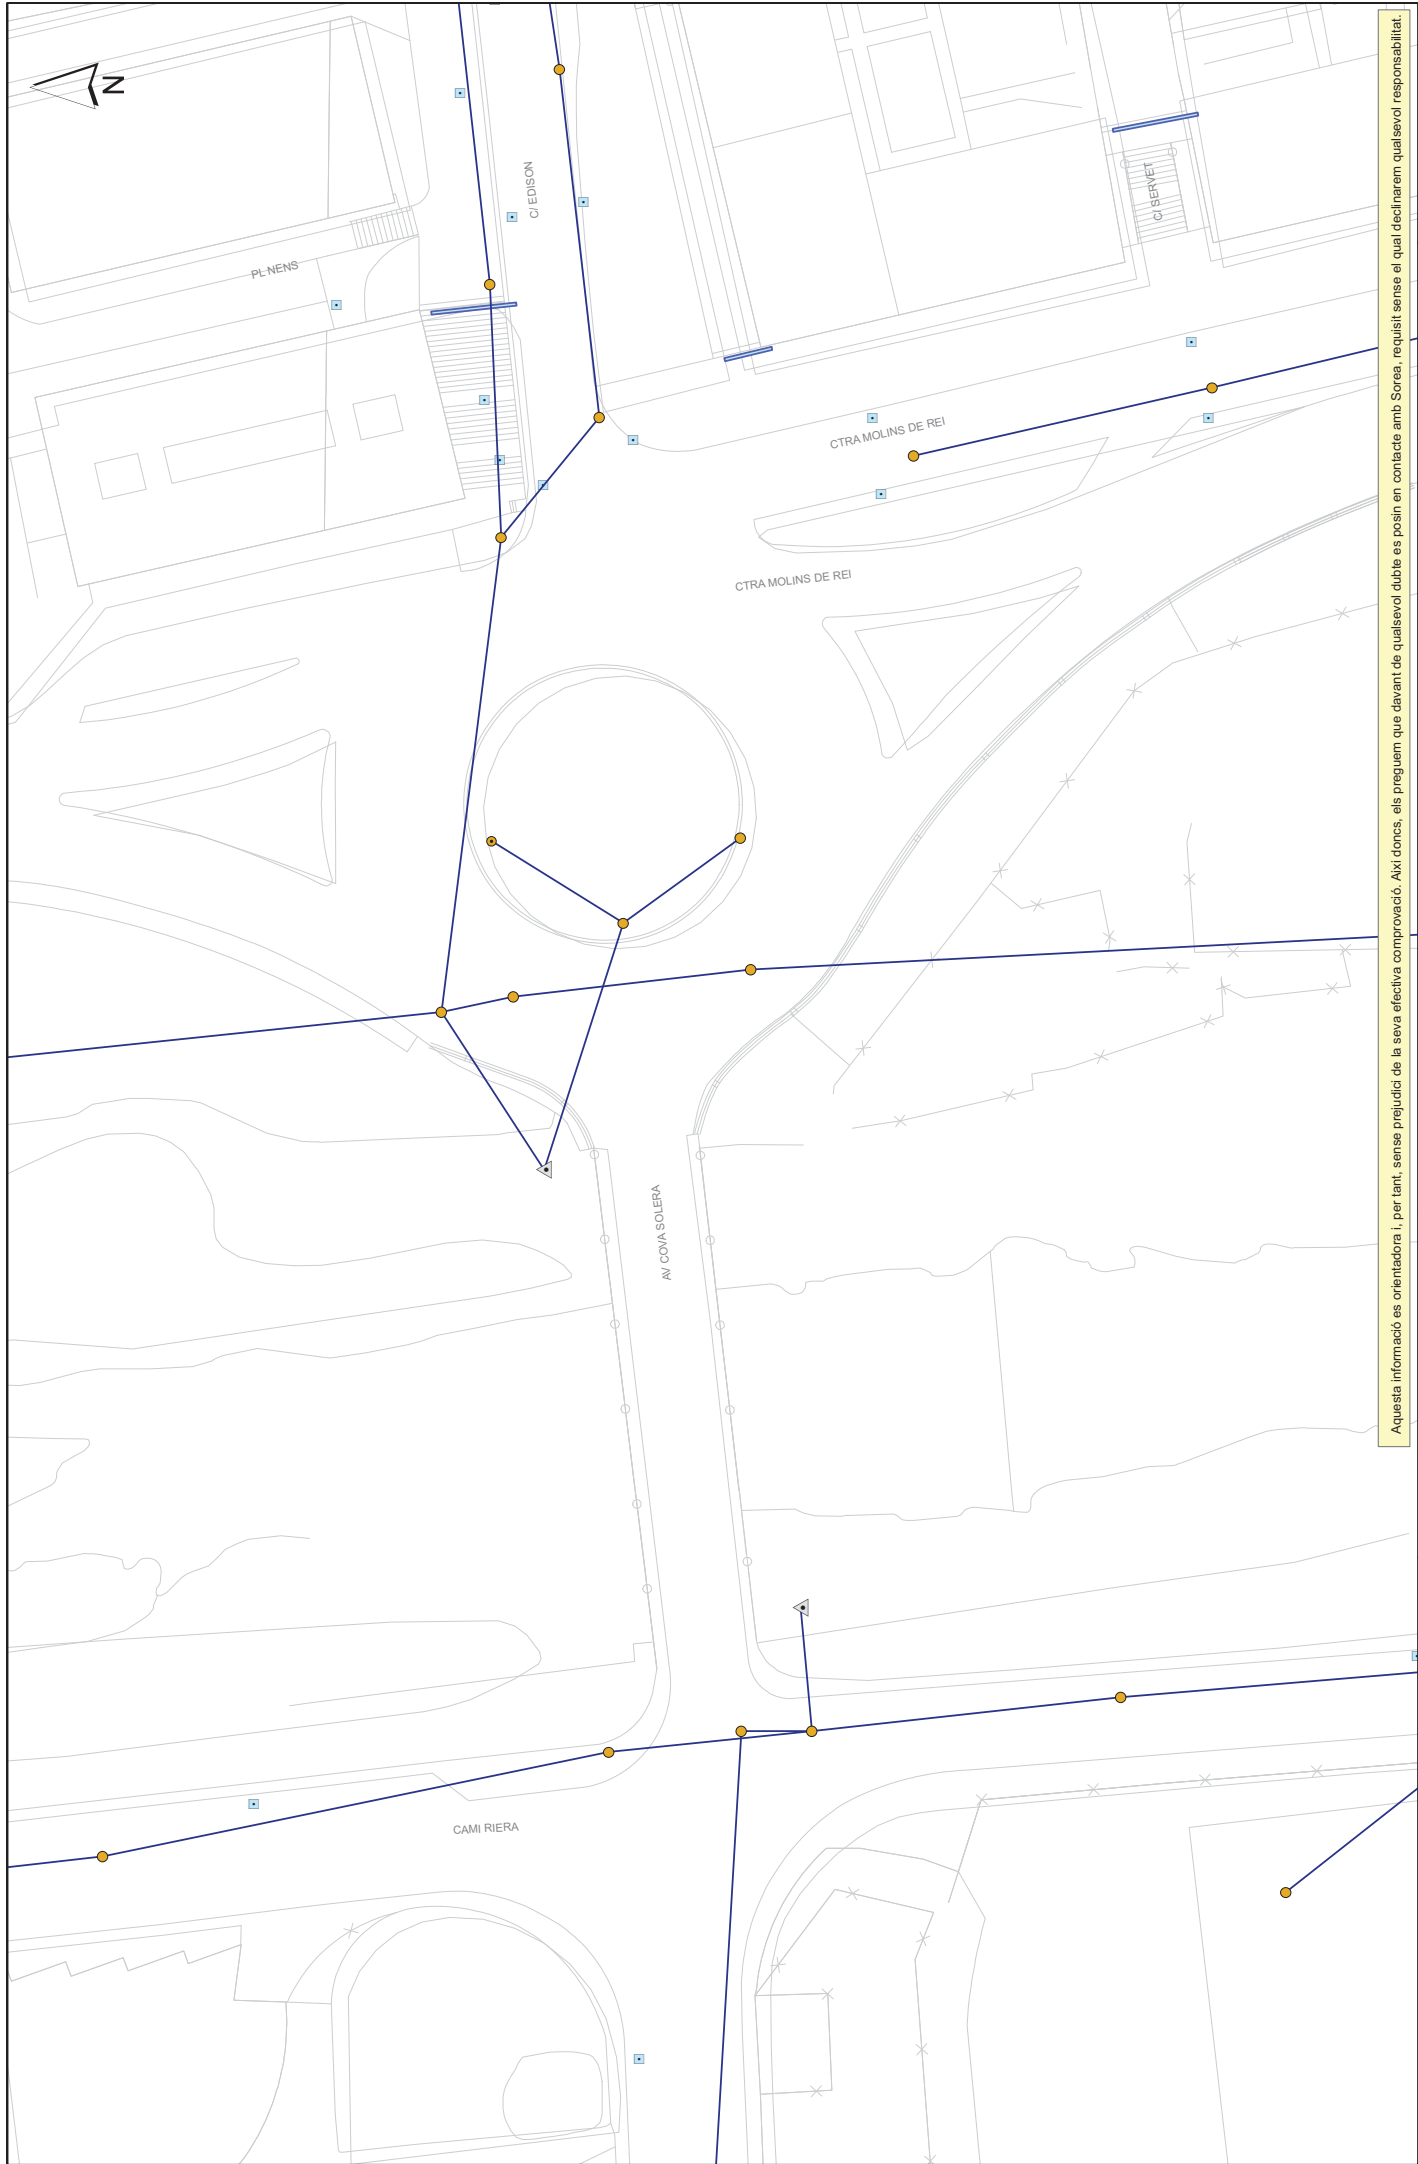 N
C/ EDISON
C/ SERVET
PL NENS
CTRA MOLINS DE REI
CTRA MOLINS DE REI
AV COVA SOLERA
CAMI RIERA
Aquesta informació es orientadora i, per tant, sense prejudici de la seva efectiva comprovació. Aixi doncs, els preguem que davant de qualsevol dubte es posin en contacte amb Sorea, requisit sense el qual declinarem qualsevol responsabilitat.